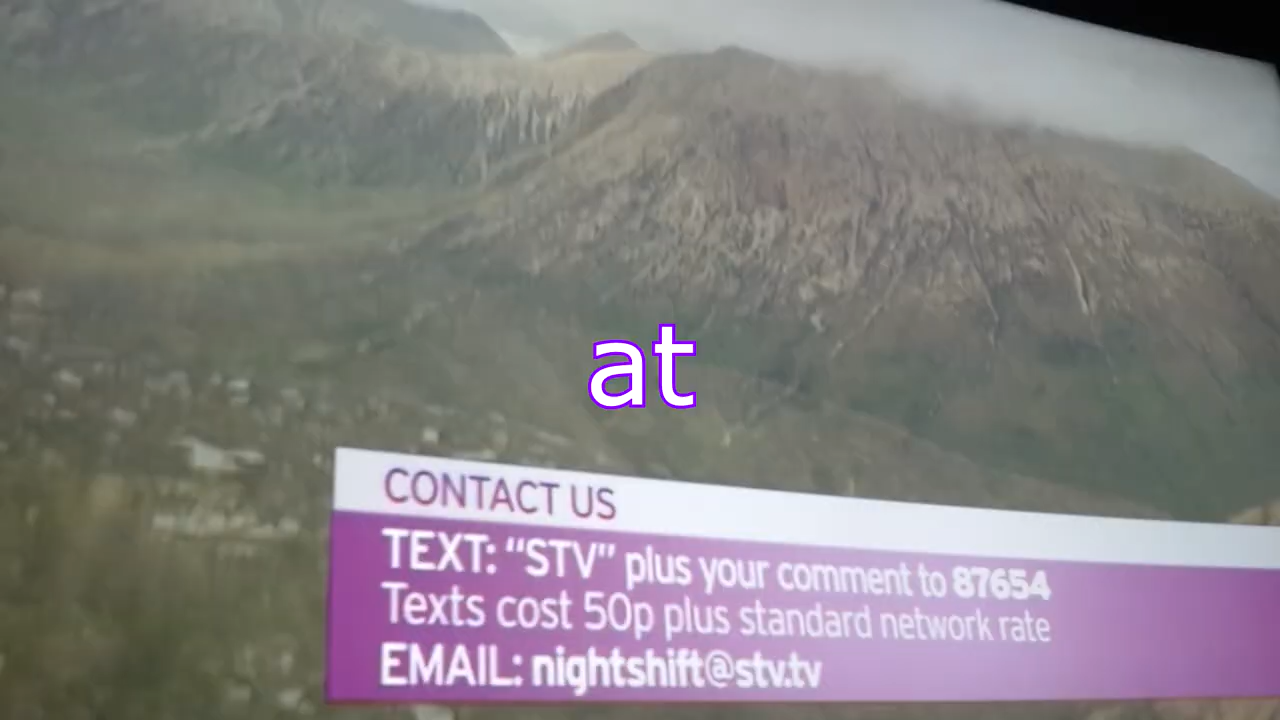 at
CONTACT US
TEXT: “STV” plus your comment to 87654
Texts cost 50p plus standard network rate
EMAIL: nightshift@stv.tv